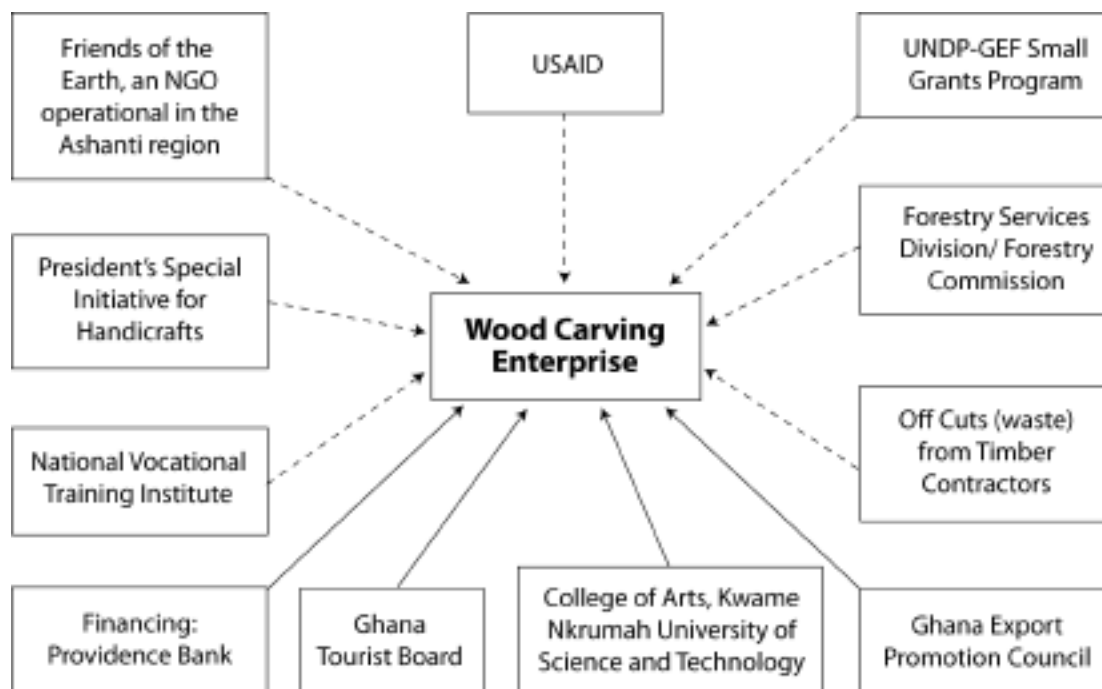 Friends of the
Earth, an NGO
operational in the
Ashanti region
USAID
UNDP-GEF Small
Grants Program
President's Special
Initiative for
Handicrafts
Forestry Services
Division/ Forestry
Commission
Wood Carving
Enterprise
National Vocational
Training Institute
Off Cuts (waste)
from Timber
Contractors
Financing:
Providence Bank
Ghana
Tourist Board
College of Arts, Kwame
Nkrumah University of
Science and Technology
Ghana Export
Promotion Council